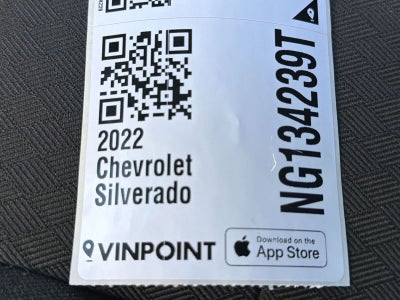 2022
Chevrolet
Silverado
NG134239T
VINPOINT
Download on the
App Store